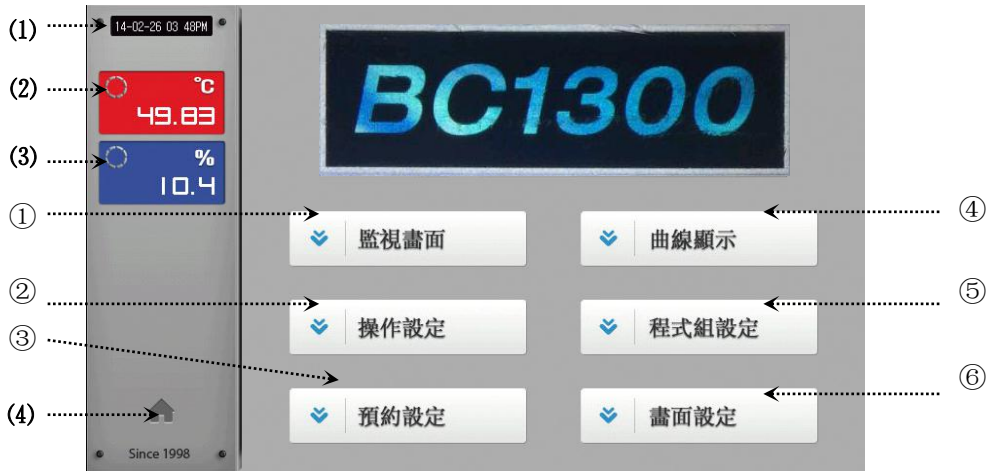 (1) 14-02-26 03 48PM
BC1300
(2) °C
49.83
(3) %
10.4
① 監視畫面
④ 曲線顯示
② 操作設定
⑤ 程式組設定
③ 預約設定
⑥ 畫面設定
(4)
Since 1998